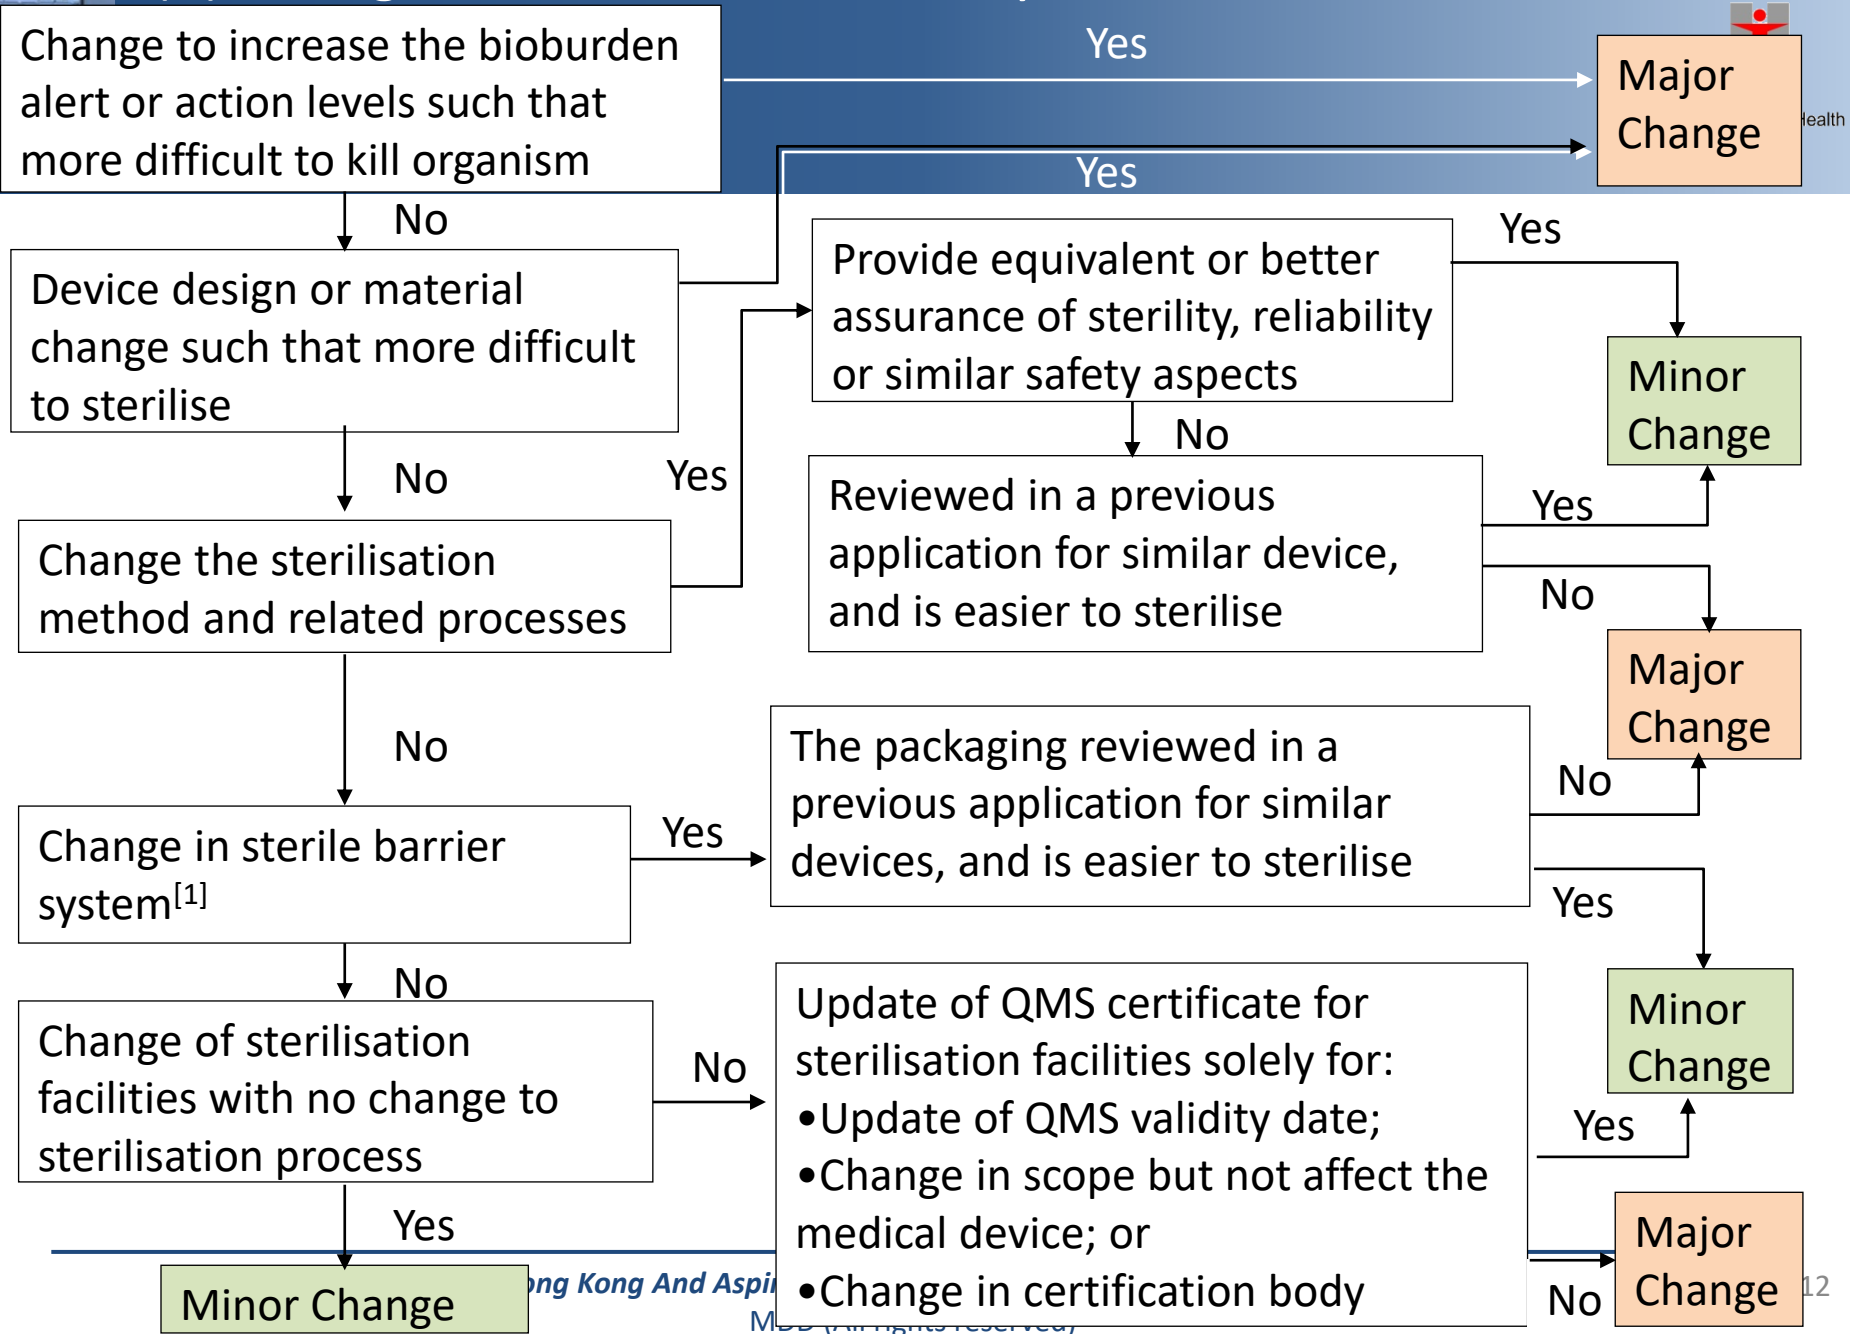 Change to increase the bioburden
alert or action levels such that
more difficult to kill organism
Yes
Major
Change
Health
Yes
No
Device design or material
change such that more difficult
to sterilise
Provide equivalent or better
assurance of sterility, reliability
or similar safety aspects
Yes
Minor
Change
No
No
Yes
Reviewed in a previous
application for similar device,
and is easier to sterilise
Yes
No
Change the sterilisation
method and related processes
Major
Change
No
The packaging reviewed in a
previous application for similar
devices, and is easier to sterilise
No
Yes
Change in sterile barrier
system[1]
Yes
No
Change of sterilisation
facilities with no change to
sterilisation process
No
Update of QMS certificate for
sterilisation facilities solely for:
•Update of QMS validity date;
•Change in scope but not affect the
medical device; or
•Change in certification body
Minor
Change
Yes
Major
Change
No
Yes
Minor Change
Kong And
12